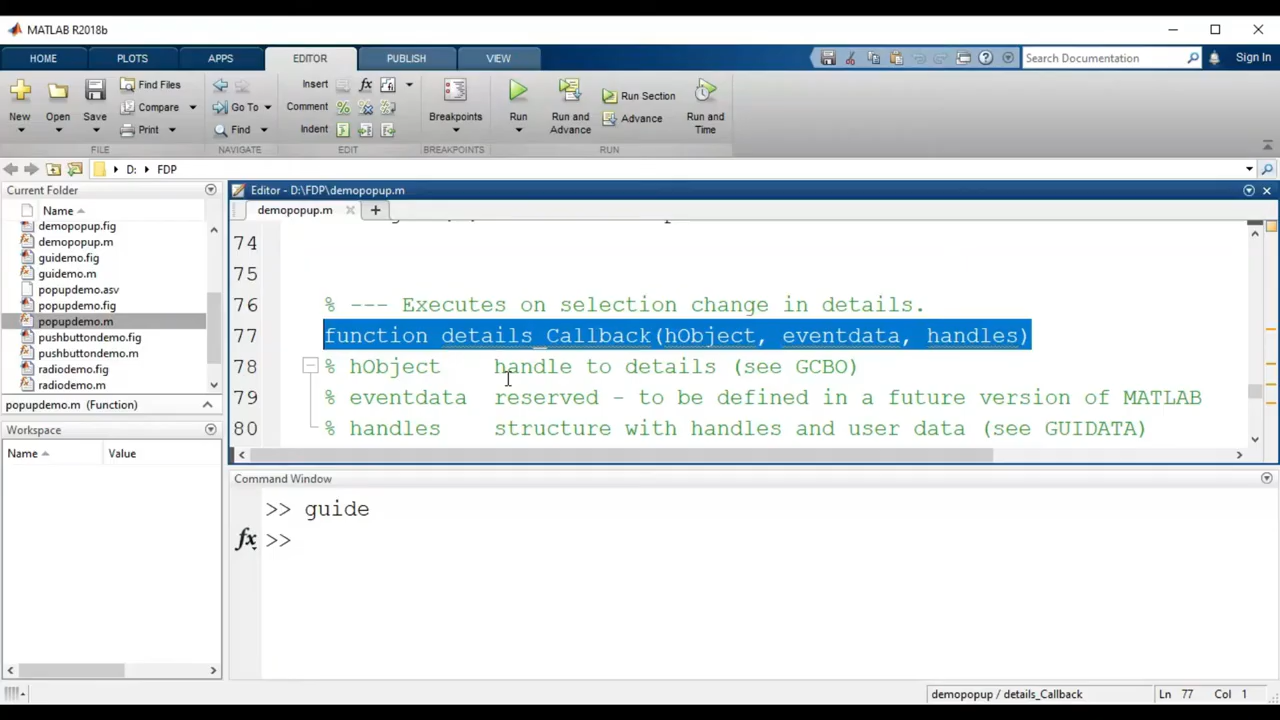 MATLAB R2018b
HOME PLOTS APPS EDITOR PUBLISH VIEW Search Documentation Sign In
New Open Save Find Files Compare Print
Go To Find
Insert Comment Indent
Breakpoints
Run Run and Advance Run Section Advance Run and Time
FILE NAVIGATE EDIT BREAKPOINTS RUN
D: FDP
Current Folder
Name
demopopup.fig
demopopup.m
guidemo.fig
guidemo.m
popupdemo.asv
popupdemo.fig
popupdemo.m
pushbuttondemo.fig
pushbuttondemo.m
radiodemo.fig
radiodemo.m
popupdemo.m (Function)
Workspace
Name Value
Editor - D:\FDP\demopopup.m
demopopup.m
74
75
76 % --- Executes on selection change in details.
77 function details_Callback(hObject, eventdata, handles)
78 % hObject handle to details (see GCBO)
79 % eventdata reserved - to be defined in a future version of MATLAB
80 % handles structure with handles and user data (see GUIDATA)
Command Window
>> guide
fx >>
demopopup / details_Callback Ln 77 Col 1